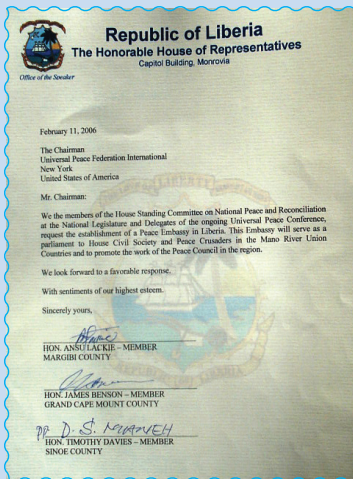 Republic of Liberia
The Honorable House of Representatives
Capitol Building, Monrovia
Office of the Speaker
February 11, 2006
The Chairman
Universal Peace Federation International
New York
United States of America
Mr. Chairman:
We the members of the House Standing Committee on National Peace and Reconciliation
at the National Legislature and Delegates of the ongoing Universal Peace Conference,
request the establishment of a Peace Embassy in Liberia. This Embassy will serve as a
parliament to House Civil Society and Peace Crusaders in the Mano River Union
Countries and to promote the work of the Peace Council in the region.
We look forward to a favorable response.
With sentiments of our highest esteem.
Sincerely yours,
HON. ANSULACKIE – MEMBER
MARGIBI COUNTY
HON. JAMES BENSON – MEMBER
GRAND CAPE MOUNT COUNTY
D. S.
HON. TIMOTHY DAVIES – MEMBER
SINOE COUNTY
REPUBLIC OF LIBERIA